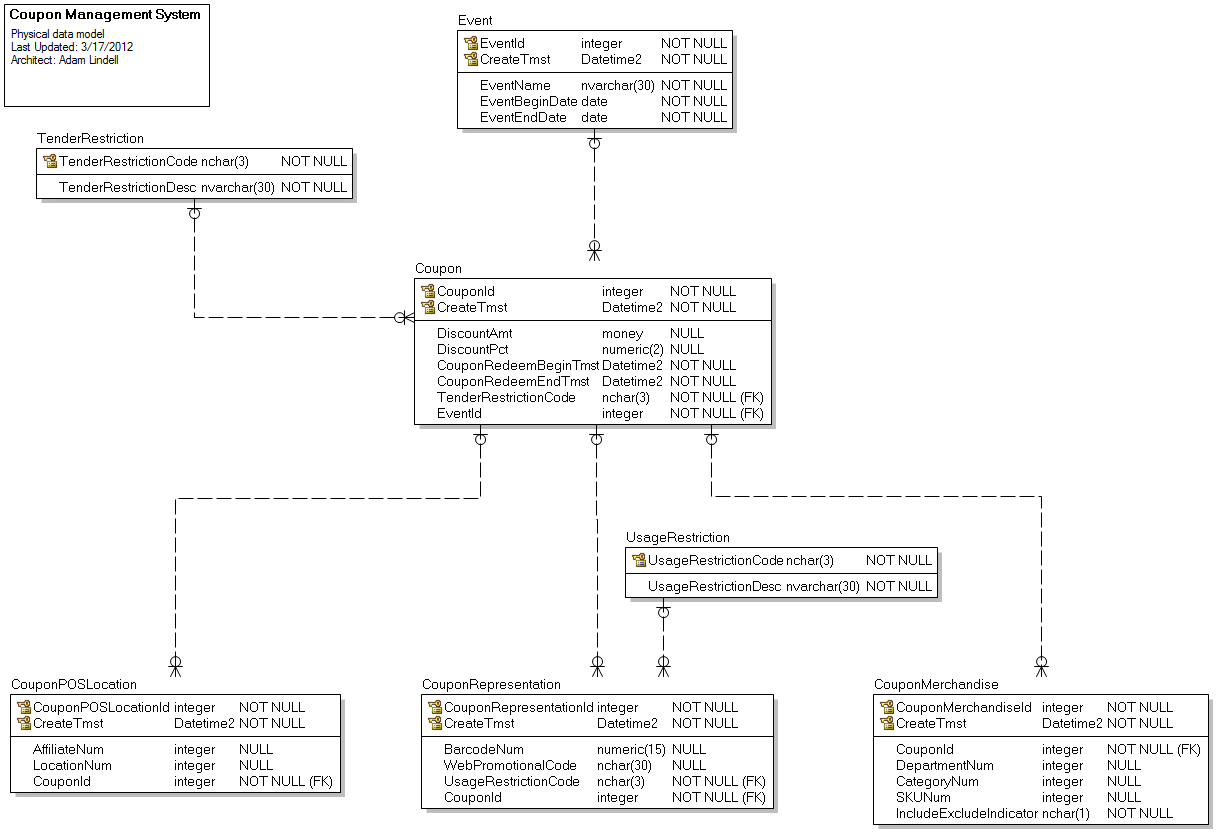 Coupon Management System
Physical data model
Last Updated: 3/17/2012
Architect: Adam Lindell
Event
EventId integer NOT NULL
CreateTmst Datetime2 NOT NULL
EventName nvarchar(30) NOT NULL
EventBeginDate date NOT NULL
EventEndDate date NOT NULL
TenderRestriction
TenderRestrictionCode nchar(3) NOT NULL
TenderRestrictionDesc nvarchar(30) NOT NULL
Coupon
CouponId integer NOT NULL
CreateTmst Datetime2 NOT NULL
DiscountAmt money NULL
DiscountPct numeric(2) NULL
CouponRedeemBeginTmst Datetime2 NOT NULL
CouponRedeemEndTmst Datetime2 NOT NULL
TenderRestrictionCode nchar(3) NOT NULL (FK)
EventId integer NOT NULL (FK)
UsageRestriction
UsageRestrictionCode nchar(3) NOT NULL
UsageRestrictionDesc nvarchar(30) NOT NULL
CouponPOSLocation
CouponPOSLocationId integer NOT NULL
CreateTmst Datetime2 NOT NULL
AffiliateNum integer NULL
LocationNum integer NULL
CouponId integer NOT NULL (FK)
CouponRepresentation
CouponRepresentationId integer NOT NULL
CreateTmst Datetime2 NOT NULL
BarcodeNum numeric(15) NULL
WebPromotionalCode nchar(30) NULL
UsageRestrictionCode nchar(3) NOT NULL (FK)
CouponId integer NOT NULL (FK)
CouponMerchandise
CouponMerchandiseId integer NOT NULL
CreateTmst Datetime2 NOT NULL
CouponId integer NOT NULL (FK)
DepartmentNum integer NULL
CategoryNum integer NULL
SKUNum integer NULL
IncludeExcludeIndicator nchar(1) NOT NULL